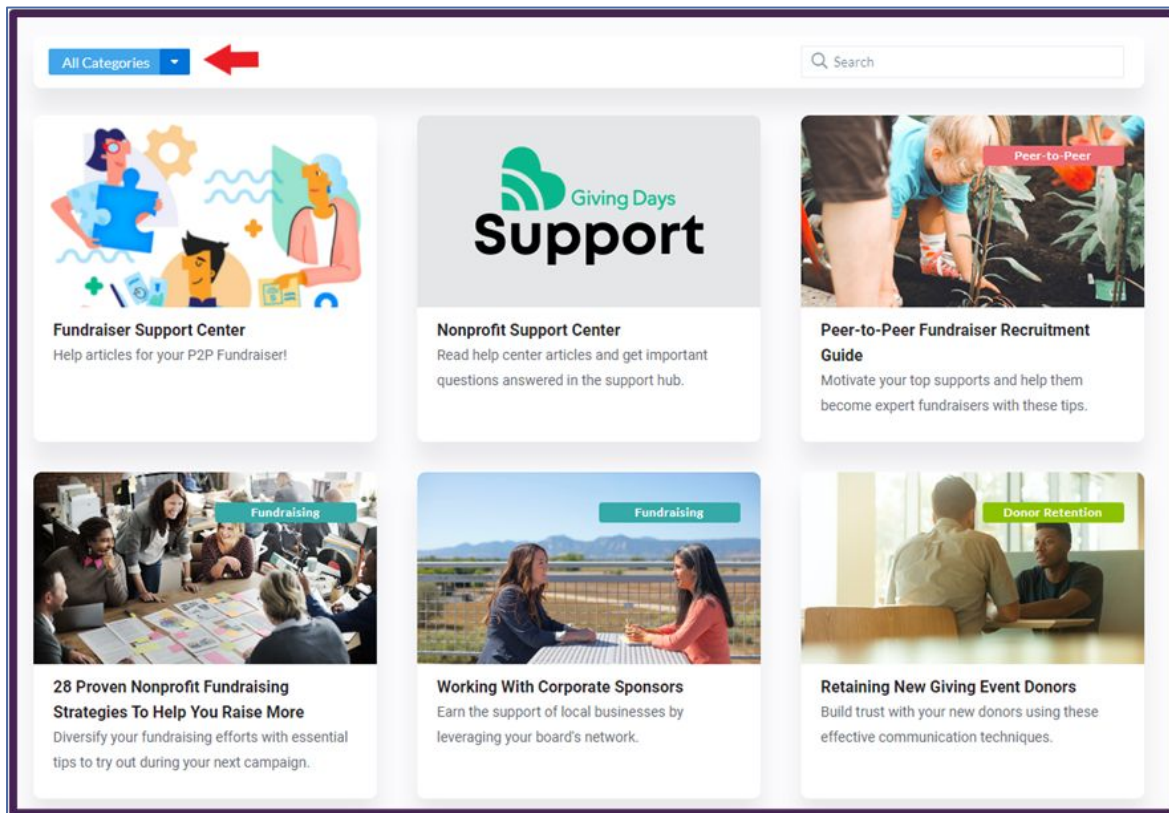 All Categories
Search
Fundraiser Support Center
Help articles for your P2P Fundraiser!
Giving Days
Support
Nonprofit Support Center
Read help center articles and get important
questions answered in the support hub.
Peer-to-Peer
Peer-to-Peer Fundraiser Recruitment
Guide
Motivate your top supports and help them
become expert fundraisers with these tips.
Fundraising
28 Proven Nonprofit Fundraising
Strategies To Help You Raise More
Diversify your fundraising efforts with essential
tips to try out during your next campaign.
Fundraising
Working With Corporate Sponsors
Earn the support of local businesses by
leveraging your board's network.
Donor Retention
Retaining New Giving Event Donors
Build trust with your new donors using these
effective communication techniques.